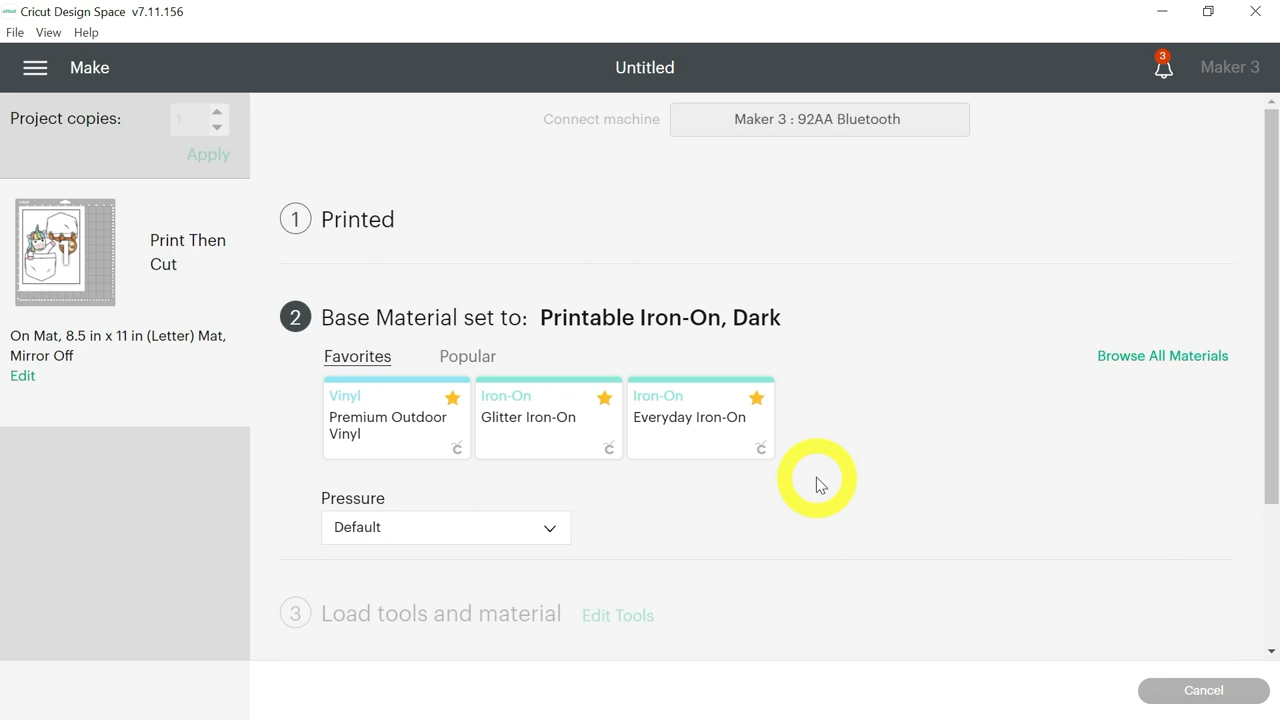 cricut Cricut Design Space v7.11.156
File View Help
Make
Untitled
3
Maker 3
Project copies:
1
Apply
Connect machine
Maker 3 : 92AA Bluetooth
Print Then
Cut
On Mat, 8.5 in x 11 in (Letter) Mat,
Mirror Off
Edit
1 Printed
2 Base Material set to: Printable Iron-On, Dark
Favorites Popular
Browse All Materials
Vinyl
Premium Outdoor
Vinyl
Iron-On
Glitter Iron-On
Iron-On
Everyday Iron-On
Pressure
Default
3 Load tools and material Edit Tools
Cancel